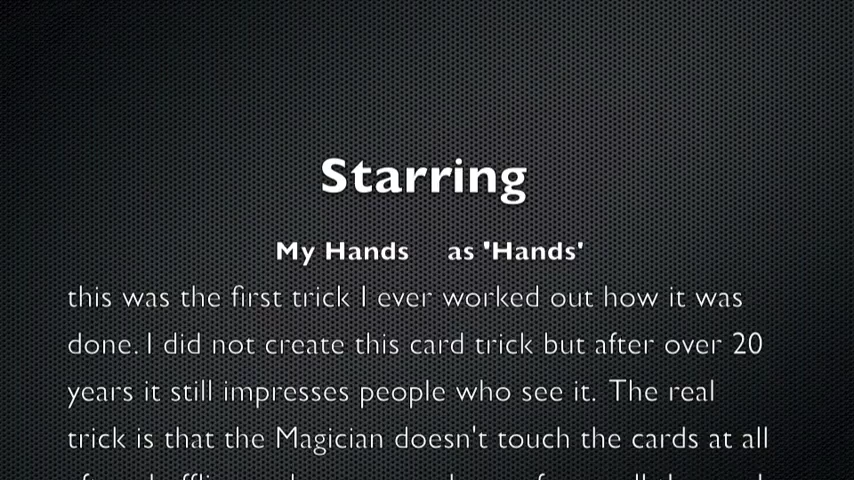 Starring
My Hands as 'Hands'
this was the first trick I ever worked out how it was
done. I did not create this card trick but after over 20
years it still impresses people who see it. The real
trick is that the Magician doesn't touch the cards at all